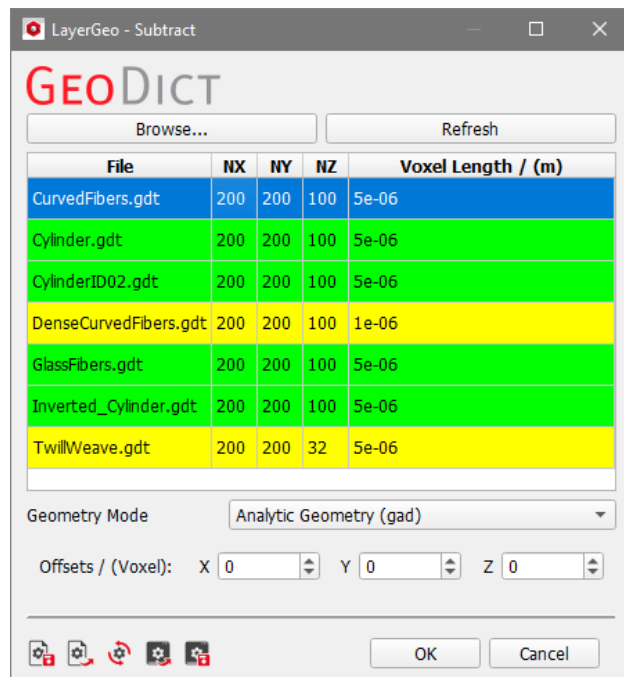 LayerGeo - Subtract
GEODICT
Browse... Refresh
File NX NY NZ Voxel Length / (m)
CurvedFibers.gdt 200 200 100 5e-06
Cylinder.gdt 200 200 100 5e-06
CylinderID02.gdt 200 200 100 5e-06
DenseCurvedFibers.gdt 200 200 100 1e-06
GlassFibers.gdt 200 200 100 5e-06
Inverted_Cylinder.gdt 200 200 100 5e-06
TwillWeave.gdt 200 200 32 5e-06
Geometry Mode Analytic Geometry (gad)
Offsets / (Voxel): X 0 Y 0 Z 0
OK Cancel